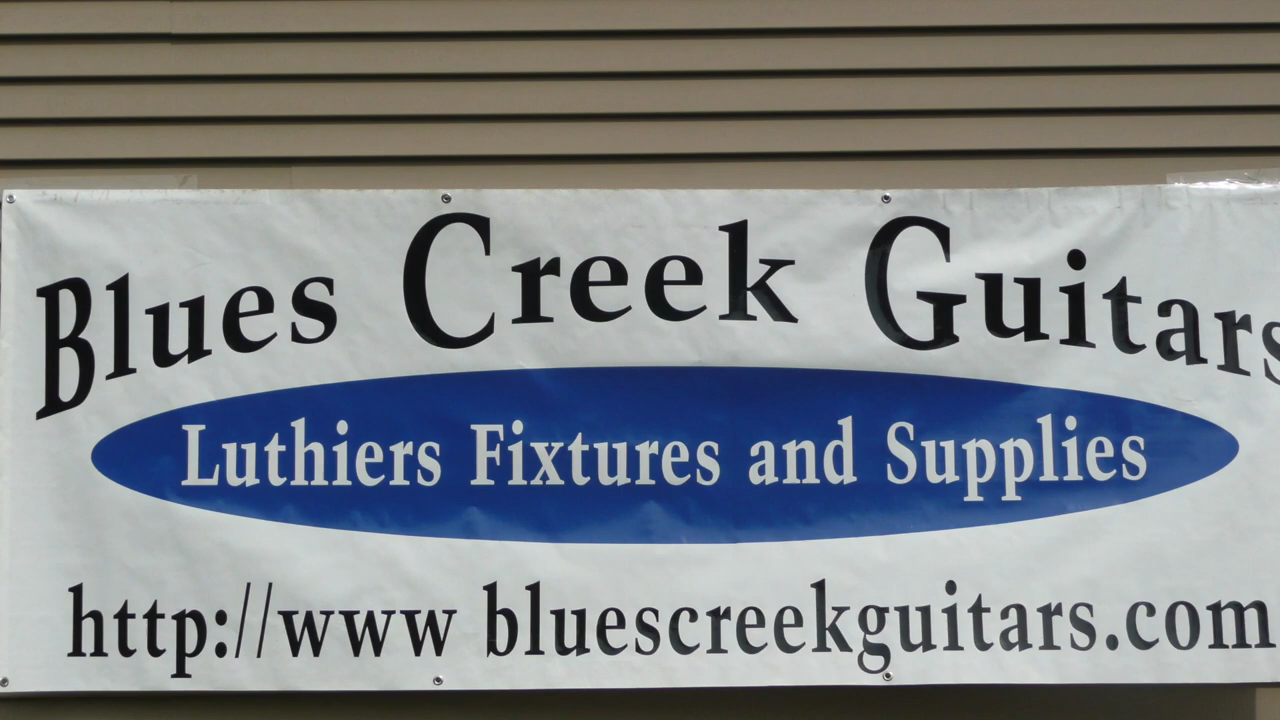 Blues Creek Guitars
Luthiers Fixtures and Supplies
http://www bluescreekguitars.com